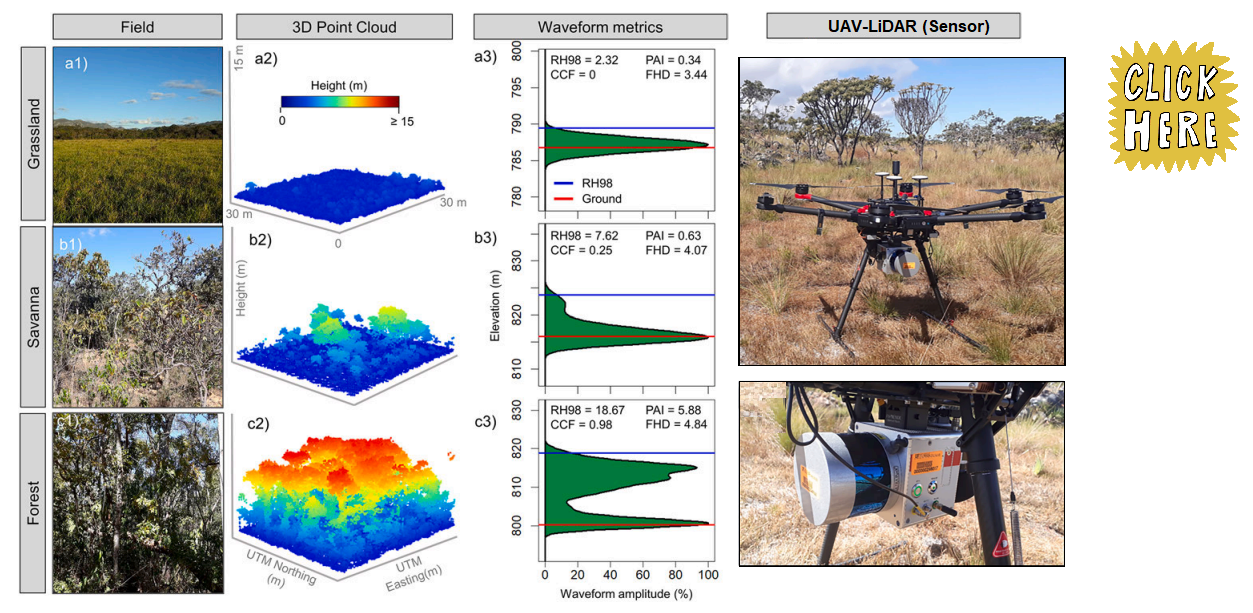 Field
3D Point Cloud
Waveform metrics
UAV-LiDAR (Sensor)
CLICK
HERE
Grassland
a1)
a2)
15 m
Height (m)
0
≥ 15
30 m
30 m
0
a3)
RH98 = 2.32 PAI = 0.34
CCF = 0 FHD = 3.44
800
795
790
785
780
RH98
Ground
Savanna
b1)
b2)
Height (m)
b3)
RH98 = 7.62 PAI = 0.63
CCF = 0.25 FHD = 4.07
Elevation (m)
830
820
810
Forest
c1)
c2)
UTM Northing
(m)
UTM
Easting(m)
c3)
RH98 = 18.67 PAI = 5.88
CCF = 0.98 FHD = 4.84
830
820
810
800
0 20 40 60 80 100
Waveform amplitude (%)